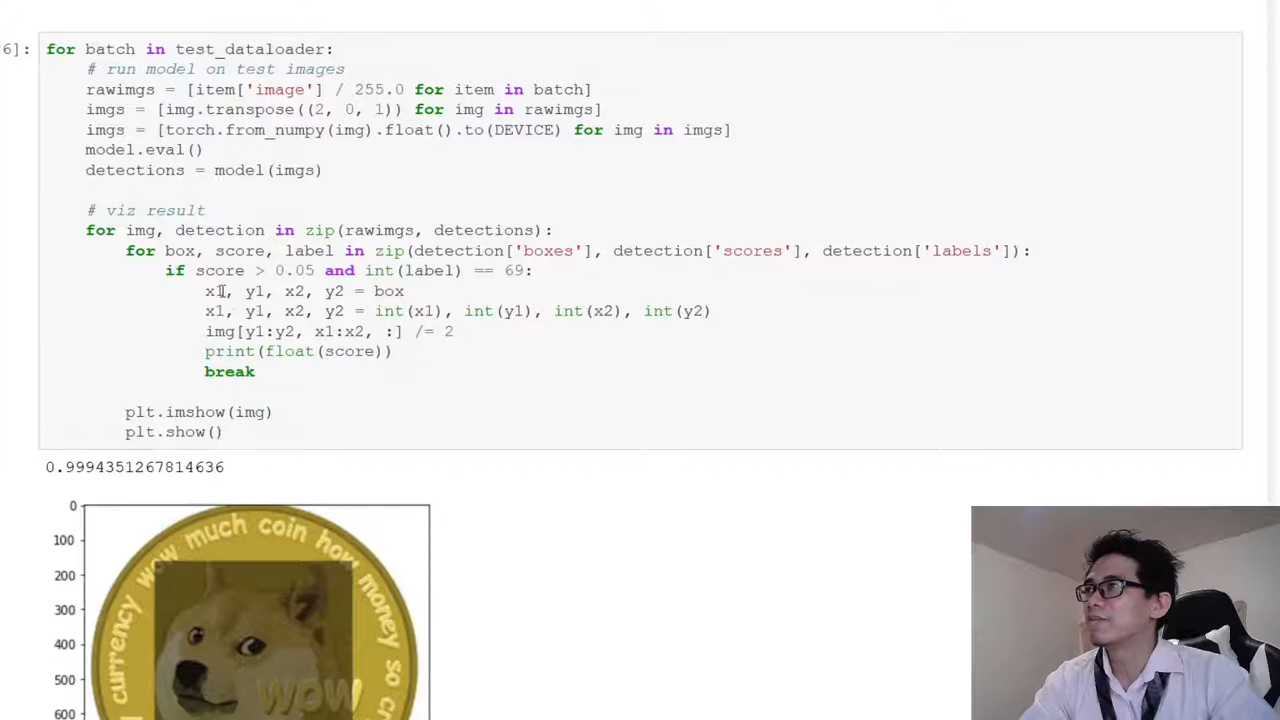 6]: for batch in test_dataloader:
# run model on test images
rawimgs = [item['image'] / 255.0 for item in batch]
imgs = [img.transpose((2, 0, 1)) for img in rawimgs]
imgs = [torch.from_numpy(img).float().to(DEVICE) for img in imgs]
model.eval()
detections = model(imgs)
# viz result
for img, detection in zip(rawimgs, detections):
for box, score, label in zip(detection['boxes'], detection['scores'], detection['labels']):
if score > 0.05 and int(label) == 69:
x1, y1, x2, y2 = box
x1, y1, x2, y2 = int(x1), int(y1), int(x2), int(y2)
img[y1:y2, x1:x2, :] /= 2
print(float(score))
break
plt.imshow(img)
plt.show()
0.9994351267814636
0
100
200
300
400
500
600
currency wow much coin how money so
wow